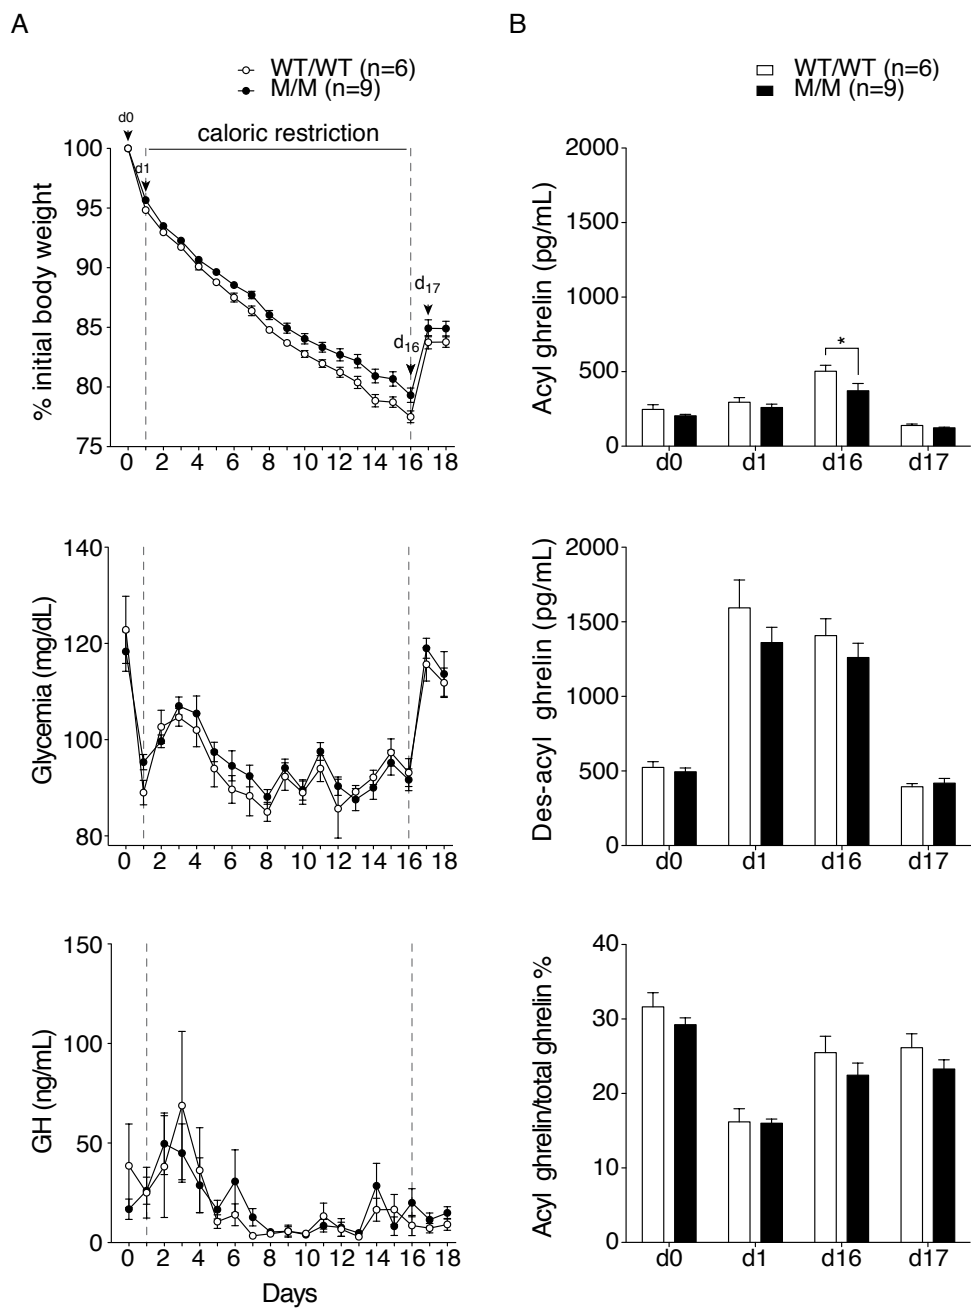 A
WT/WT (n=6)
M/M (n=9)
d0
caloric restriction
d1
d17
d16
% initial body weight
100
95
90
85
80
75
0 2 4 6 8 10 12 14 16 18
Glycemia (mg/dL)
140
120
100
80
0 2 4 6 8 10 12 14 16 18
GH (ng/mL)
150
100
50
0
0 2 4 6 8 10 12 14 16 18
Days
B
WT/WT (n=6)
M/M (n=9)
Acyl ghrelin (pg/mL)
2000
1500
1000
500
0
*
d0 d1 d16 d17
Des-acyl ghrelin (pg/mL)
2000
1500
1000
500
0
d0 d1 d16 d17
Acyl ghrelin/total ghrelin %
40
30
20
10
0
d0 d1 d16 d17